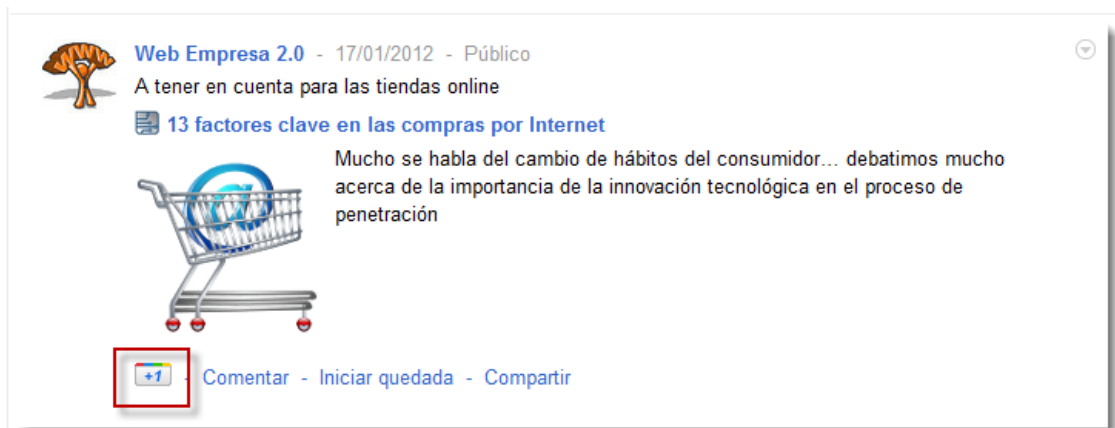 Web Empresa 2.0 - 17/01/2012 - Público
A tener en cuenta para las tiendas online
13 factores clave en las compras por Internet
Mucho se habla del cambio de hábitos del consumidor... debatimos mucho
acerca de la importancia de la innovación tecnológica en el proceso de
penetración
+1 - Comentar - Iniciar quedada - Compartir